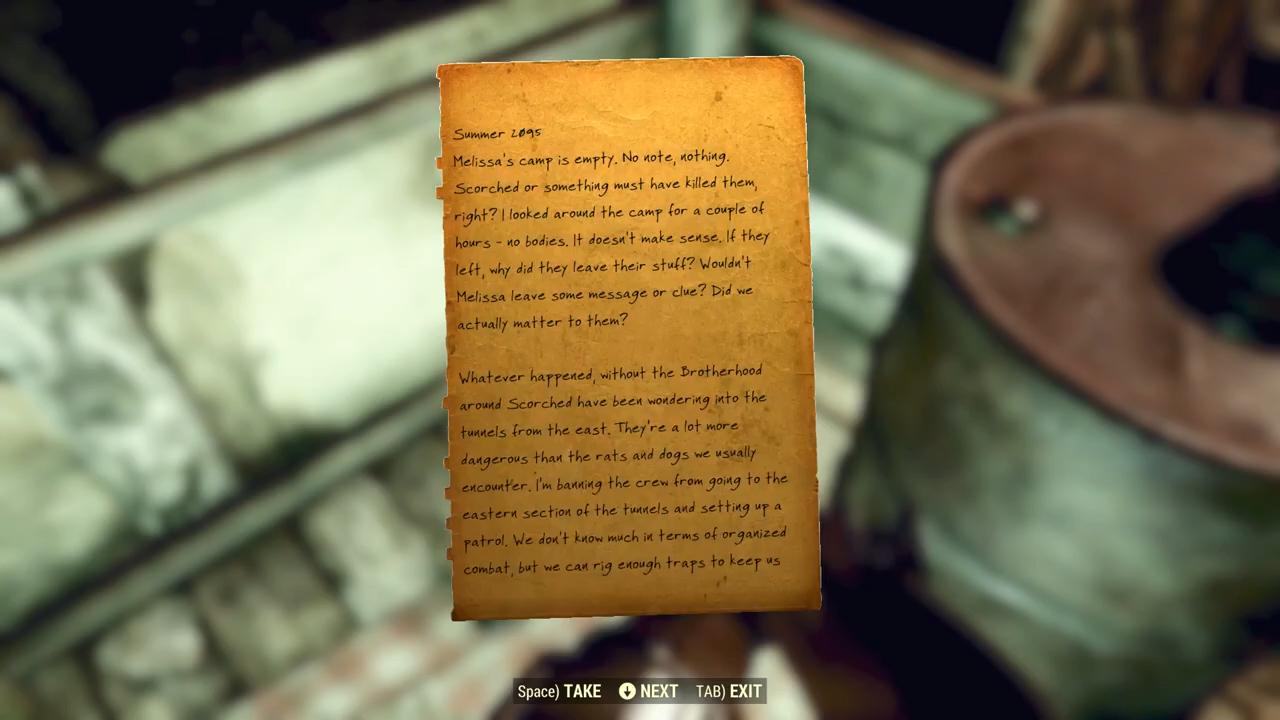 Summer 2095
Melissa's camp is empty. No note, nothing.
Scorched or something must have killed them,
right? I looked around the camp for a couple of
hours - no bodies. It doesn't make sense. If they
left, why did they leave their stuff? Wouldn't
Melissa leave some message or clue? Did we
actually matter to them?
Whatever happened, without the Brotherhood
around Scorched have been wondering into the
tunnels from the east. They're a lot more
dangerous than the rats and dogs we usually
encounter. I'm banning the crew from going to the
eastern section of the tunnels and setting up a
patrol. We don't know much in terms of organized
combat, but we can rig enough traps to keep us
Space) TAKE NEXT TAB) EXIT